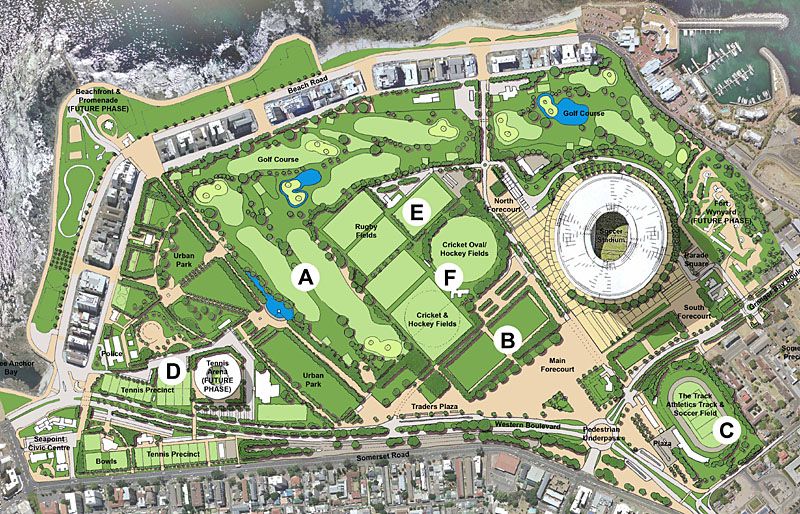 Beachfront &
Promenade
(FUTURE PHASE)
Beach Road
Golf Course
Golf Course
E
Rugby
Fields
North
Forecourt
Fort
Wynyard
(FUTURE PHASE)
Soccer
Stadium
Cricket Oval/
Hockey Fields
Urban
Park
A
F
Parade
Square
South
Forecourt
Cricket &
Hockey Fields
B
Police
D
Tennis
Arena
(FUTURE
PHASE)
Main
Forecourt
Bay
Tennis Precinct
Urban
Park
The Track
Athletics Track &
Soccer Field
C
Traders Plaza
Western Boulevard
Pedestrian
Underpass
Plaza
Seapoint
Civic Centre
Bowls
Tennis Precinct
Somerset Road